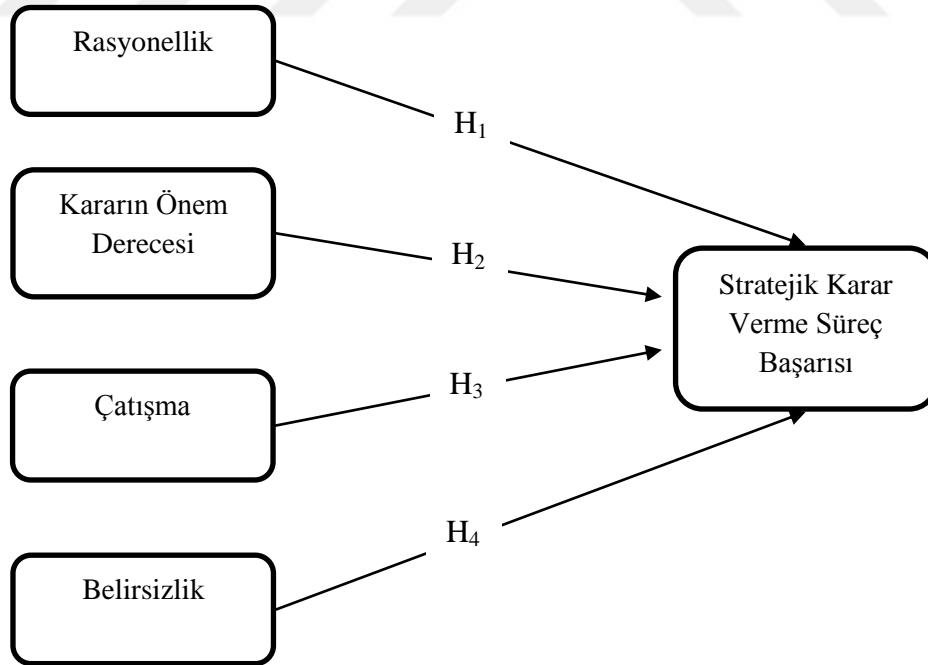 Rasyonellik
H₁
Kararın Önem
Derecesi
H₂
Stratejik Karar
Verme Süreç
Başarısı
Çatışma
H₃
H₄
Belirsizlik